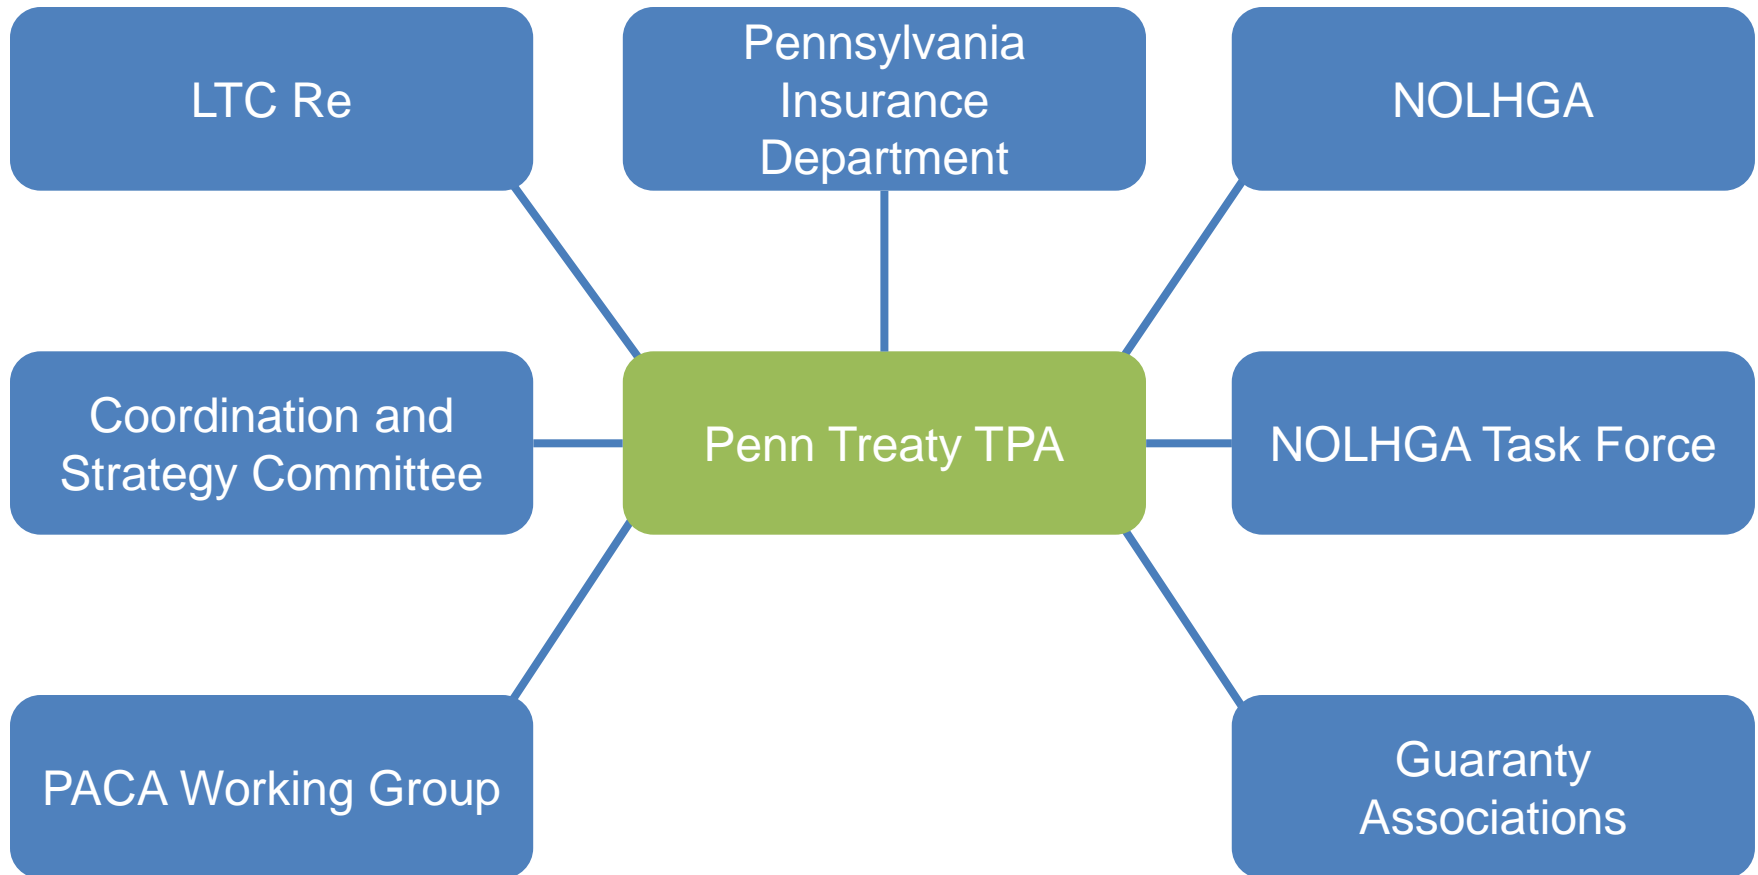 LTC Re
Pennsylvania
Insurance
Department
NOLHGA
Coordination and
Strategy Committee
Penn Treaty TPA
NOLHGA Task Force
PACA Working Group
Guaranty
Associations